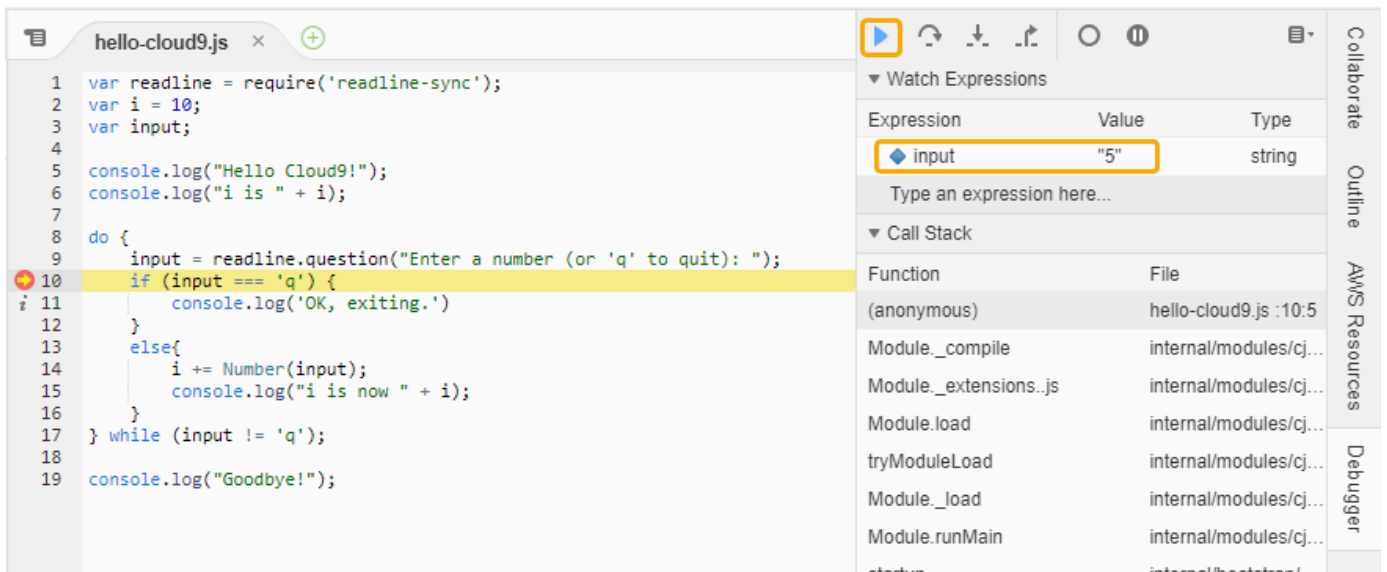 hello-cloud9.js ×
1 var readline = require('readline-sync');
2 var i = 10;
3 var input;
4
5 console.log("Hello Cloud9!");
6 console.log("i is " + i);
7
8 do {
9 input = readline.question("Enter a number (or 'q' to quit): ");
10 if (input === 'q') {
i 11 console.log('OK, exiting.')
12 }
13 else{
14 i += Number(input);
15 console.log("i is now " + i);
16 }
17 } while (input != 'q');
18
19 console.log("Goodbye!");
Watch Expressions
Expression Value Type
input "5" string
Type an expression here...
Call Stack
Function File
(anonymous) hello-cloud9.js :10:5
Module._compile internal/modules/cj...
Module._extensions..js internal/modules/cj...
Module.load internal/modules/cj...
tryModuleLoad internal/modules/cj...
Module._load internal/modules/cj...
Module.runMain internal/modules/cj...
Collaborate
Outline
AWS Resources
Debugger